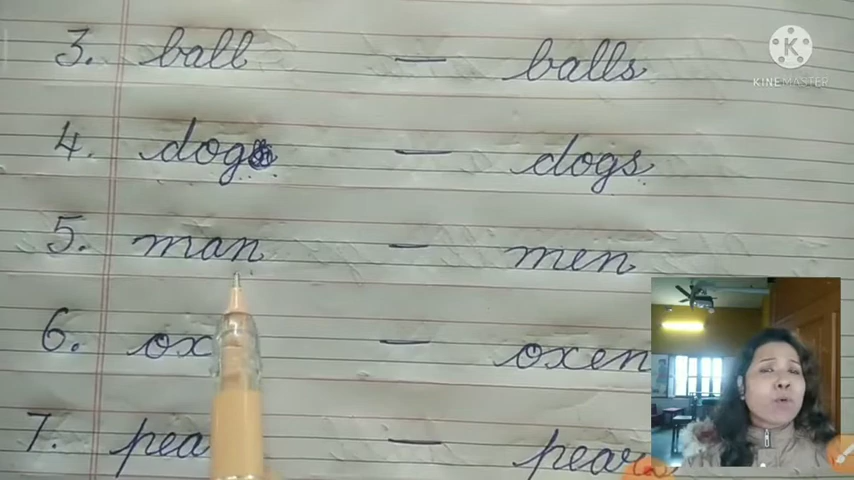 KINEMASTER
3. ball — balls
4. dog — dogs
5. man — men
6. ox — oxen
7.